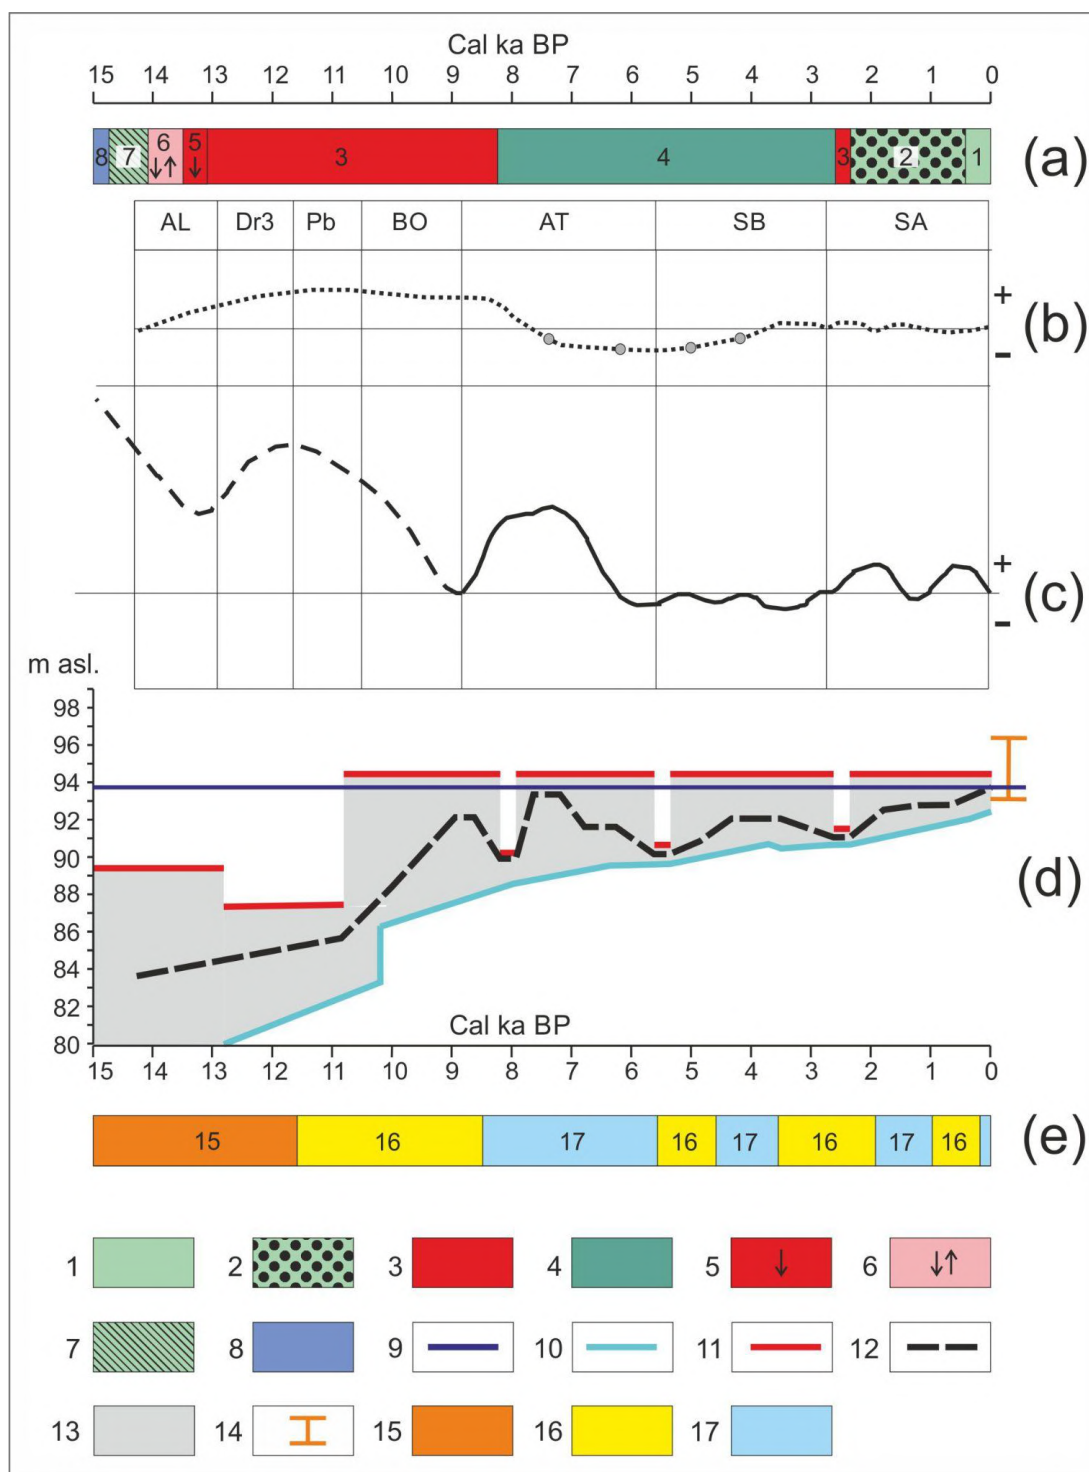 Cal ka BP
15 14 13 12 11 10 9 8 7 6 5 4 3 2 1 0
8 7 6 ↓↑ 5 ↓ 3 4 3 2 1 (a)
AL Dr3 Pb BO AT SB SA
+
(b)
-
+
(c)
-
m asl.
98
96
94
92
90
88
86
84
82
80
(d)
Cal ka BP
15 14 13 12 11 10 9 8 7 6 5 4 3 2 1 0
15 16 17 16 17 16 17 16 (e)
1 2 3 4 5 ↓ 6 ↓↑
7 8 9 10 11 12
13 14 15 16 17